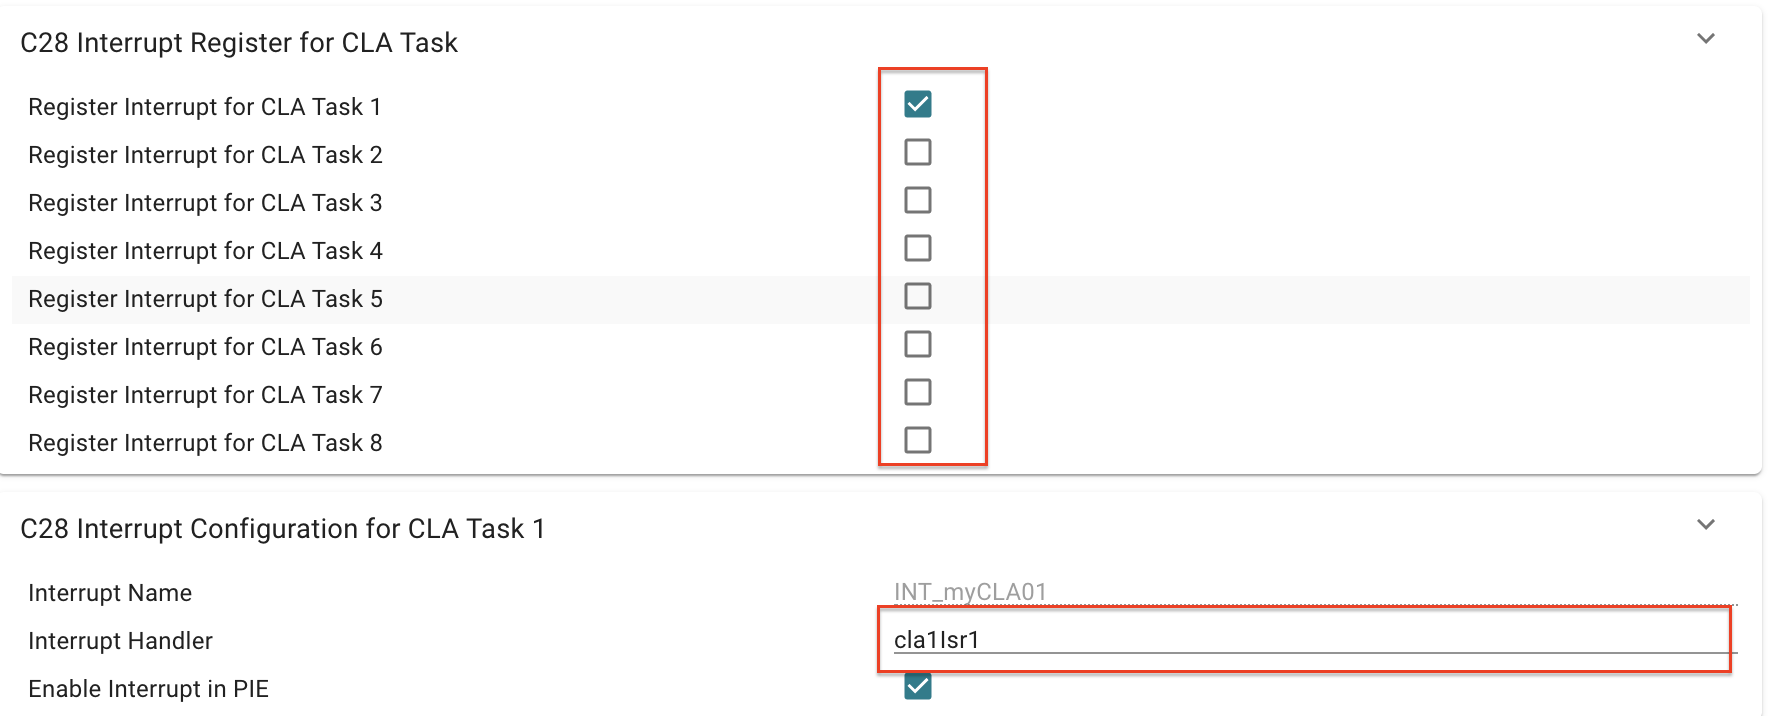 C28 Interrupt Register for CLA Task
Register Interrupt for CLA Task 1
Register Interrupt for CLA Task 2
Register Interrupt for CLA Task 3
Register Interrupt for CLA Task 4
Register Interrupt for CLA Task 5
Register Interrupt for CLA Task 6
Register Interrupt for CLA Task 7
Register Interrupt for CLA Task 8
C28 Interrupt Configuration for CLA Task 1
Interrupt Name INT_myCLA01
Interrupt Handler cla1Isr1
Enable Interrupt in PIE